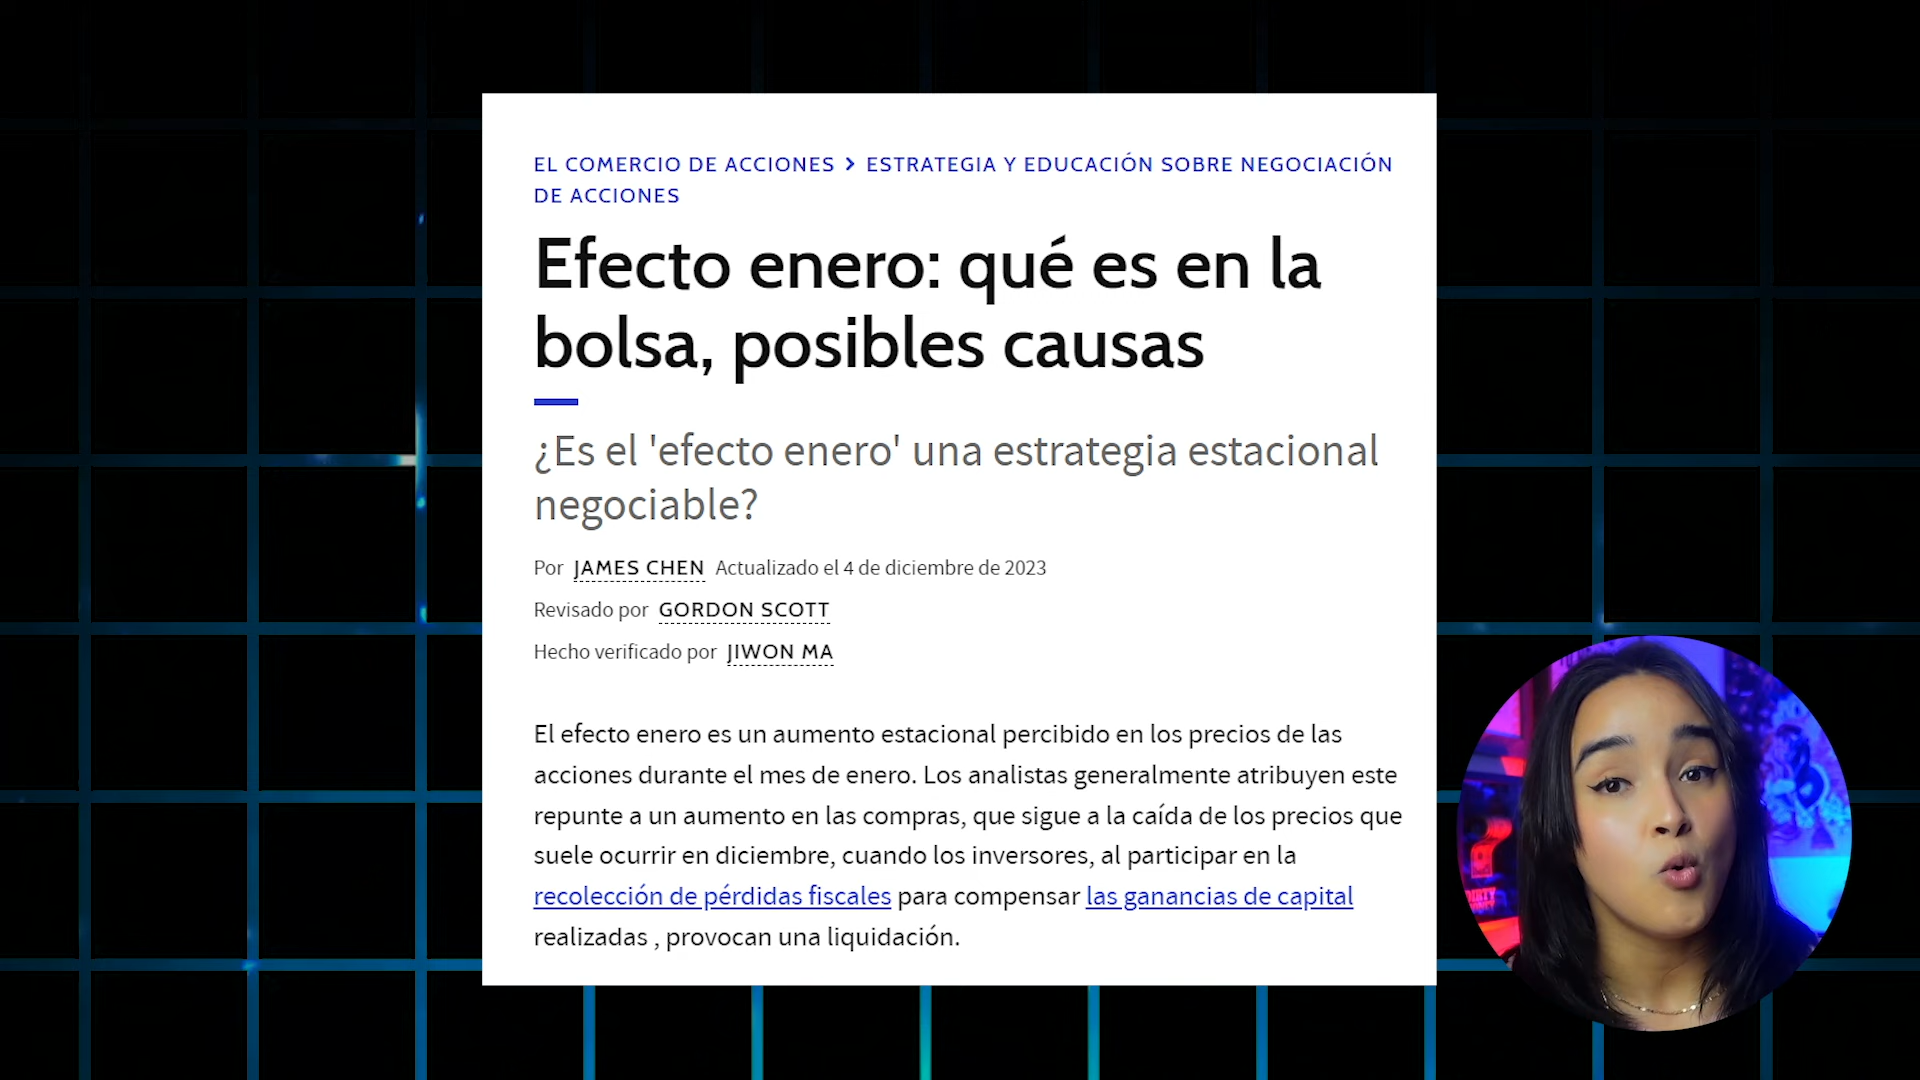 EL COMERCIO DE ACCIONES > ESTRATEGIA Y EDUCACIÓN SOBRE NEGOCIACIÓN
DE ACCIONES
Efecto enero: qué es en la
bolsa, posibles causas
¿Es el 'efecto enero' una estrategia estacional
negociable?
Por JAMES CHEN Actualizado el 4 de diciembre de 2023
Revisado por GORDON SCOTT
Hecho verificado por JIWON MA
El efecto enero es un aumento estacional percibido en los precios de las
acciones durante el mes de enero. Los analistas generalmente atribuyen este
repunte a un aumento en las compras, que sigue a la caída de los precios que
suele ocurrir en diciembre, cuando los inversores, al participar en la
recolección de pérdidas fiscales para compensar las ganancias de capital
realizadas , provocan una liquidación.
DIRTY
MONEY